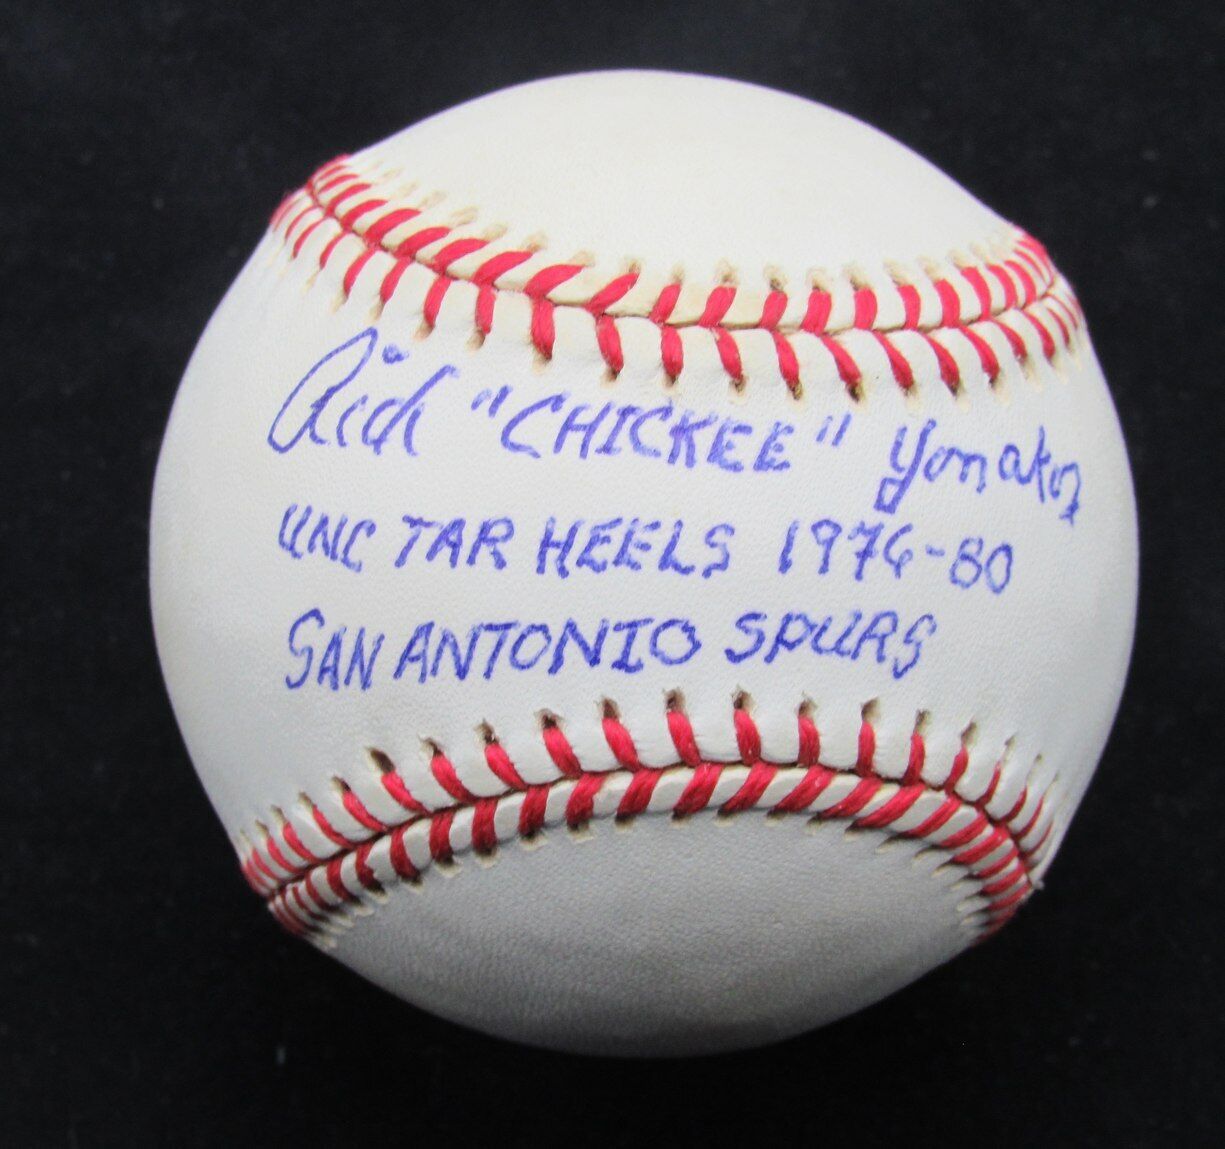 Rich "CHICKEE" Yonakor
UNC TAR HEELS 1976-80
SAN ANTONIO SPURS